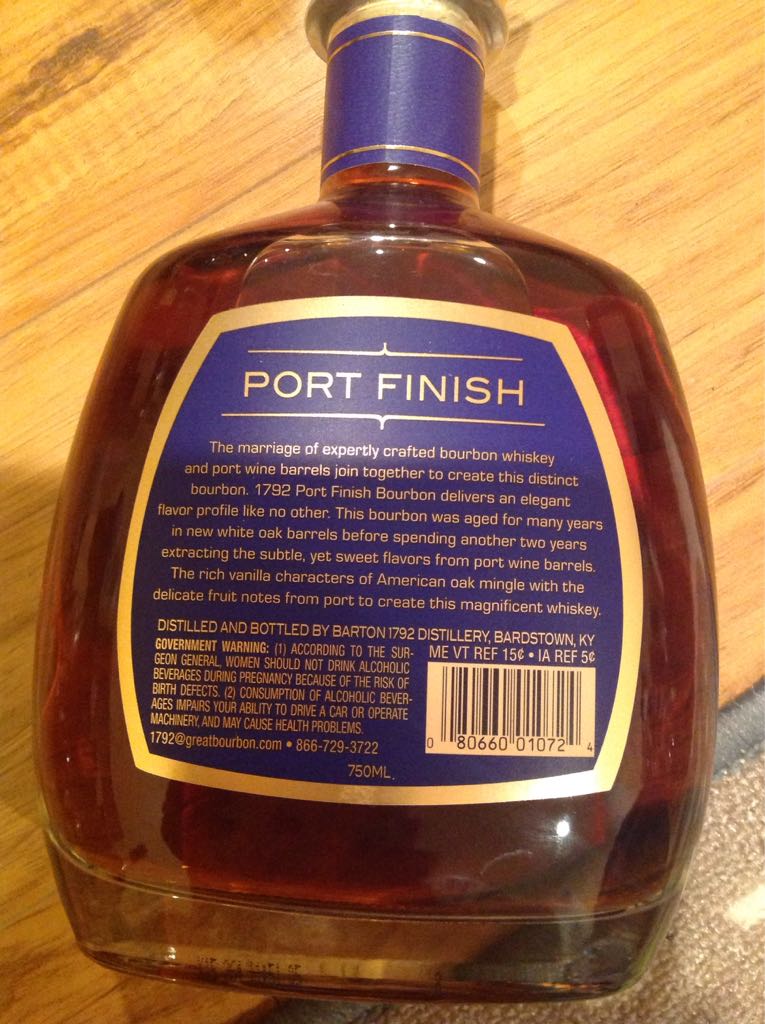 PORT FINISH
The marriage of expertly crafted bourbon whiskey
and port wine barrels join together to create this distinct
bourbon. 1792 Port Finish Bourbon delivers an elegant
flavor profile like no other. This bourbon was aged for many years
in new white oak barrels before spending another two years
extracting the subtle, yet sweet flavors from port wine barrels.
The rich vanilla characters of American oak mingle with the
delicate fruit notes from port to create this magnificent whiskey.
DISTILLED AND BOTTLED BY BARTON 1792 DISTILLERY, BARDSTOWN, KY
GOVERNMENT WARNING: (1) ACCORDING TO THE SUR-
GEON GENERAL, WOMEN SHOULD NOT DRINK ALCOHOLIC
BEVERAGES DURING PREGNANCY BECAUSE OF THE RISK OF
BIRTH DEFECTS. (2) CONSUMPTION OF ALCOHOLIC BEVER-
AGES IMPAIRS YOUR ABILITY TO DRIVE A CAR OR OPERATE
MACHINERY, AND MAY CAUSE HEALTH PROBLEMS.
1792@greatbourbon.com • 866-729-3722
ME VT REF 15¢ • IA REF 5¢
0 80660 01072 4
750ML.